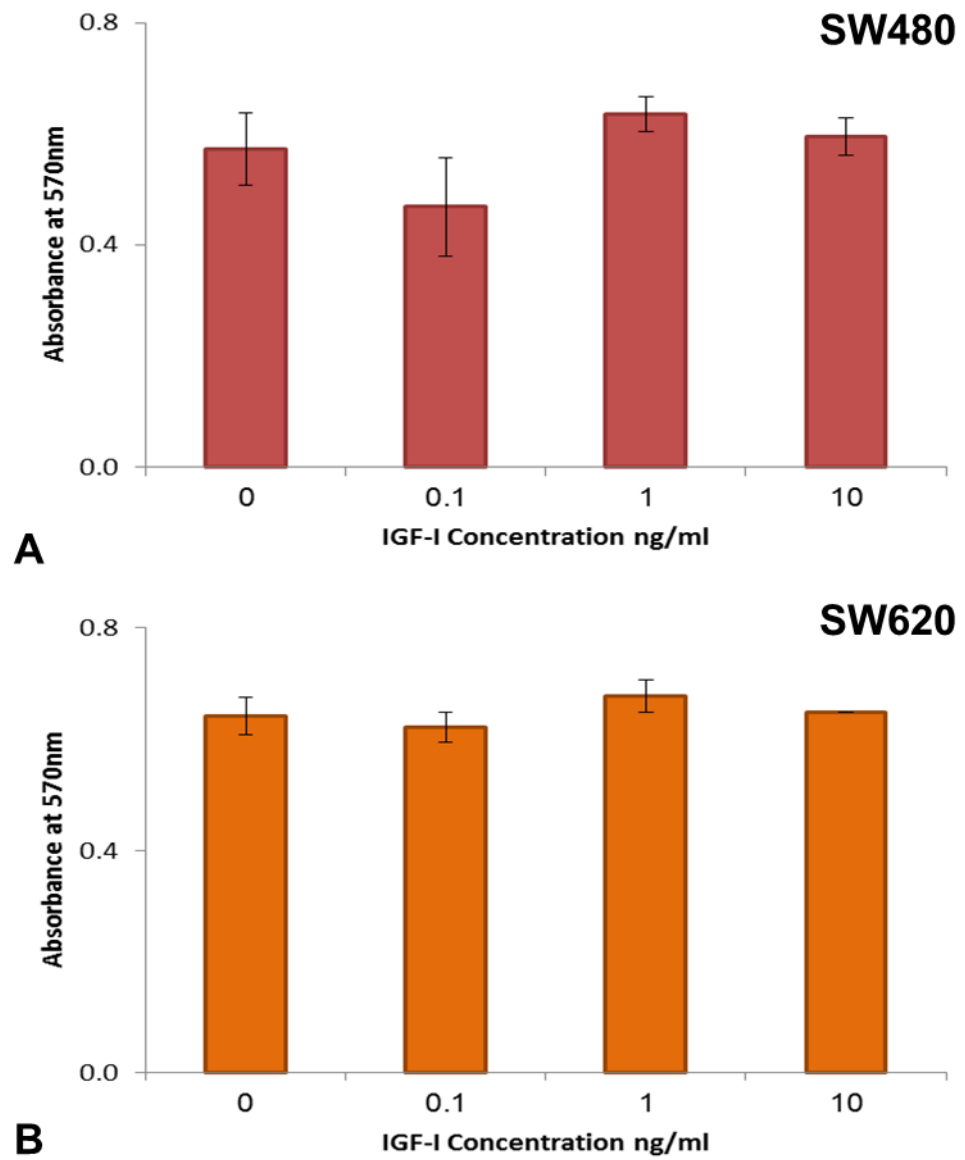 SW480
0.8
0.4
0.0
Absorbance at 570nm
0 0.1 1 10
IGF-I Concentration ng/ml
A
SW620
0.8
0.4
0.0
Absorbance at 570nm
0 0.1 1 10
IGF-I Concentration ng/ml
B